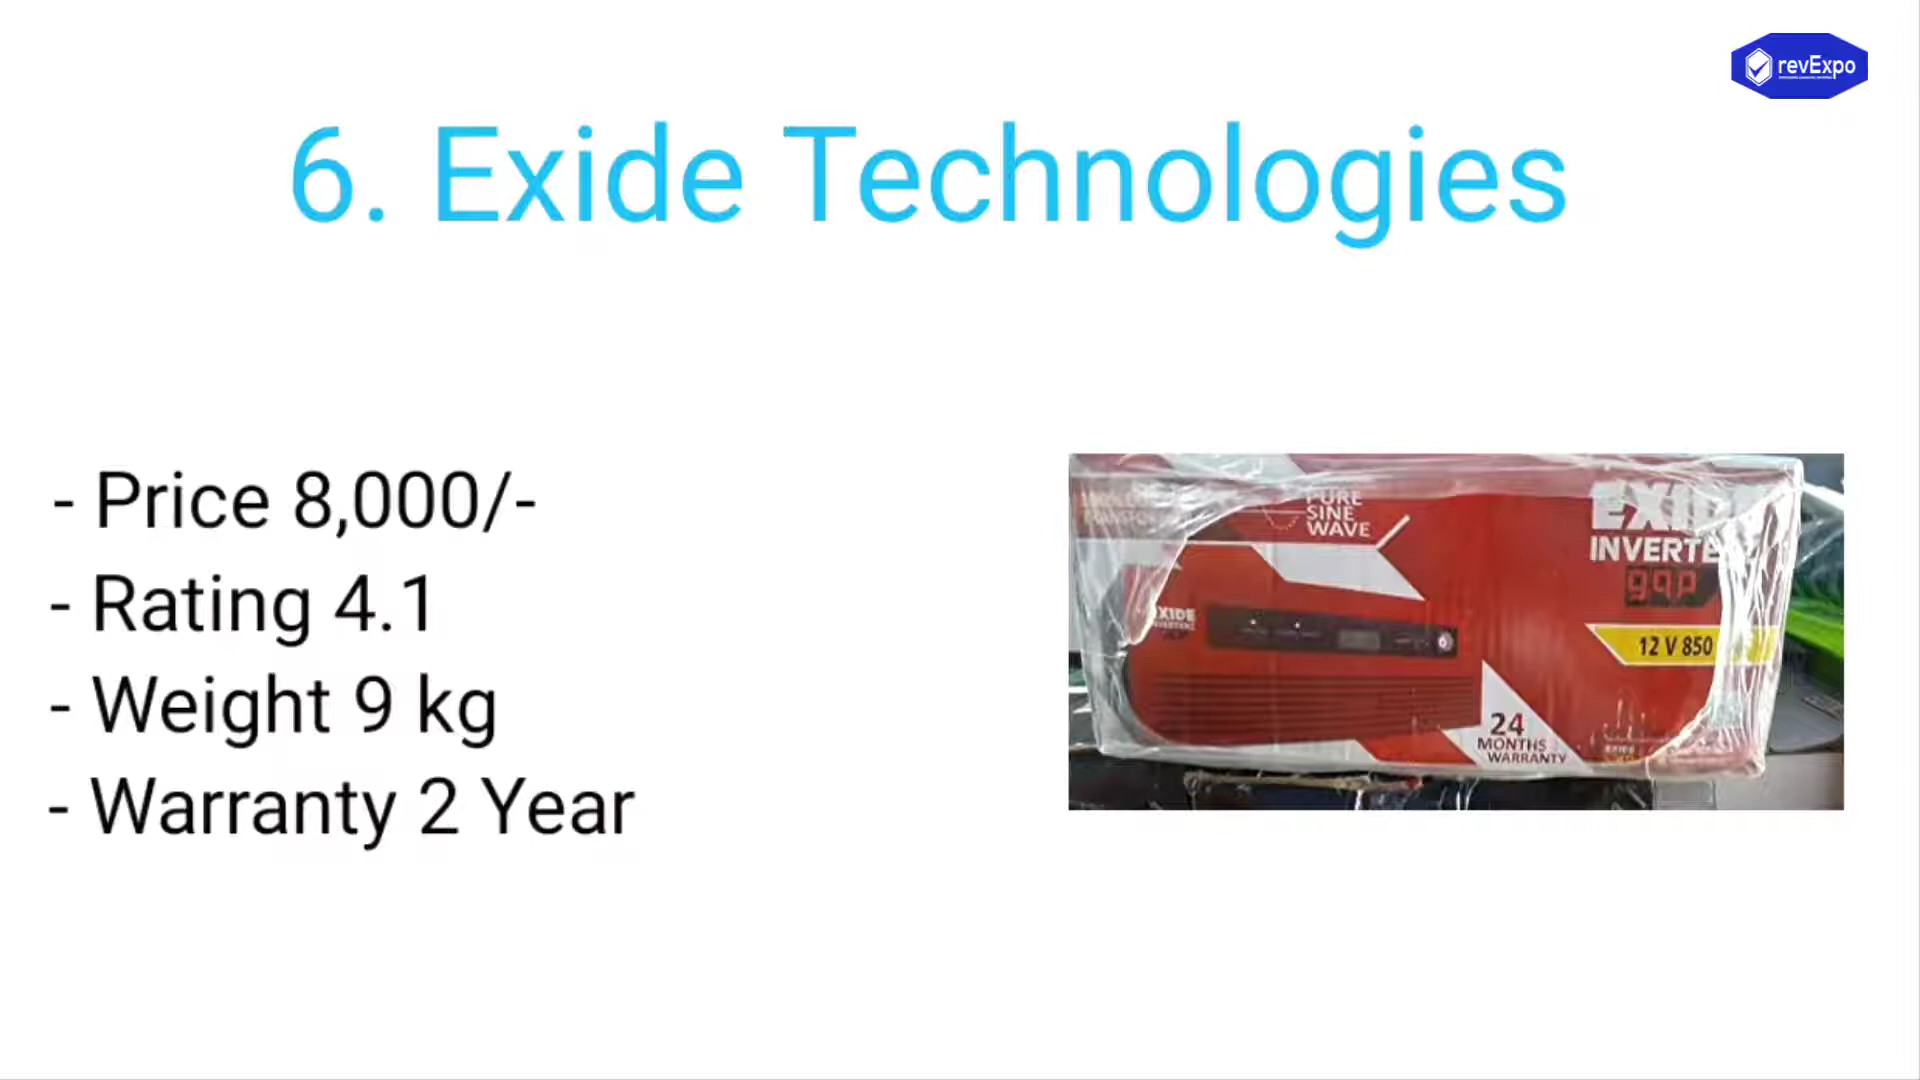 revExpo
6. Exide Technologies
- Price 8,000/-
- Rating 4.1
- Weight 9 kg
- Warranty 2 Year
PURE
SINE
WAVE
INVERTE
gqp
12 V 850
24
MONTHS
WARRANTY